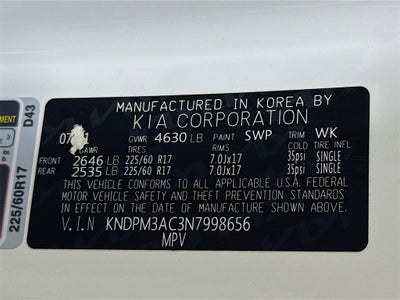 MANUFACTURED IN KOREA BY
KIA CORPORATION
GVWR 4630 LB PAINT SWP TRIM WK
GAWR TIRES RIMS COLD TIRE INFL
FRONT 2646 LB 225/60 R17 7.0Jx17 35psi SINGLE
REAR 2535 LB 225/60 R17 7.0Jx17 35psi SINGLE
THIS VEHICLE CONFORMS TO ALL APPLICABLE U.S.A. FEDERAL
MOTOR VEHICLE SAFETY AND THEFT PREVENTION STANDARDS
IN EFFECT ON THE DATE OF MANUFACTURE SHOWN ABOVE.
V.I.N KNDPM3AC3N7998656
MPV
D43
225/60R17